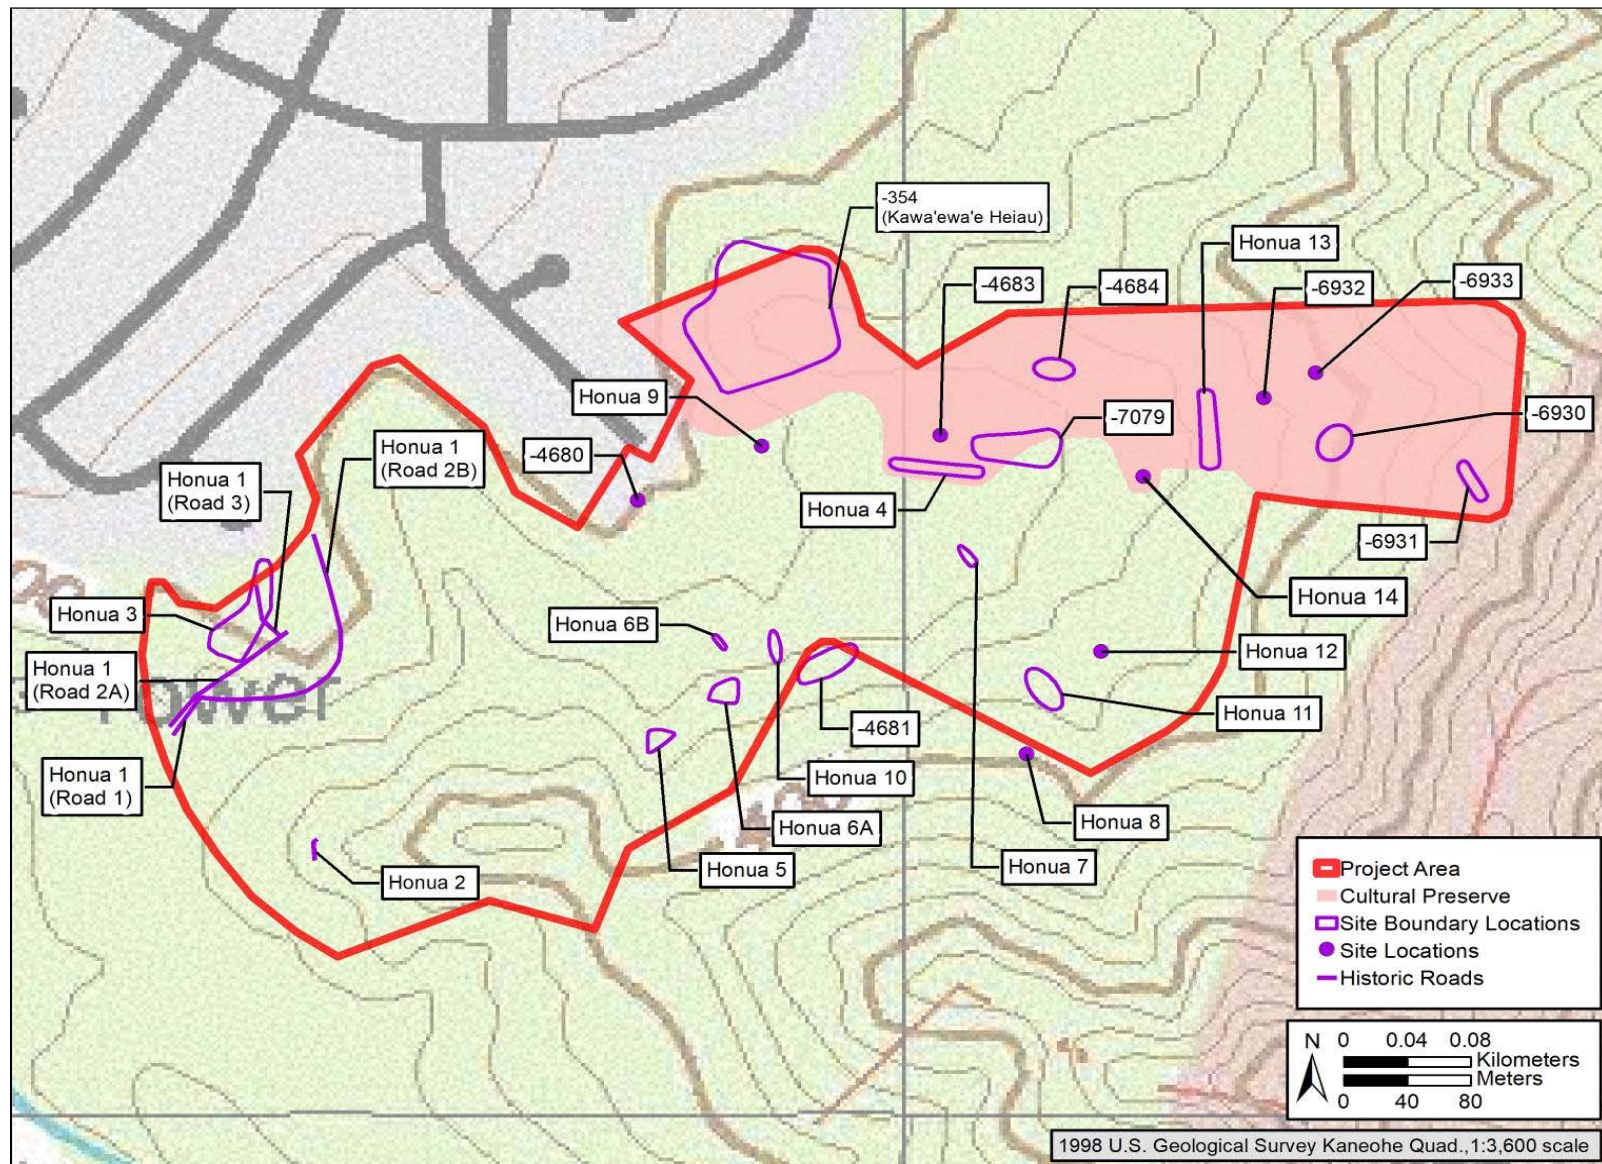 -354
(Kawa'ewa'e Heiau)
Honua 13
-4683
-4684
-6932
-6933
Honua 9
-7079
-6930
Honua 1
(Road 2B)
-4680
Honua 1
(Road 3)
Honua 4
-6931
Honua 14
Honua 3
Honua 6B
Honua 12
Honua 1
(Road 2A)
Tower
-4681
Honua 11
Honua 1
(Road 1)
Honua 10
Honua 6A
Honua 8
Honua 5
Honua 7
Honua 2
Project Area
Cultural Preserve
Site Boundary Locations
Site Locations
Historic Roads
N
0 0.04 0.08
Kilometers
Meters
0 40 80
1998 U.S. Geological Survey Kaneohe Quad.,1:3,600 scale